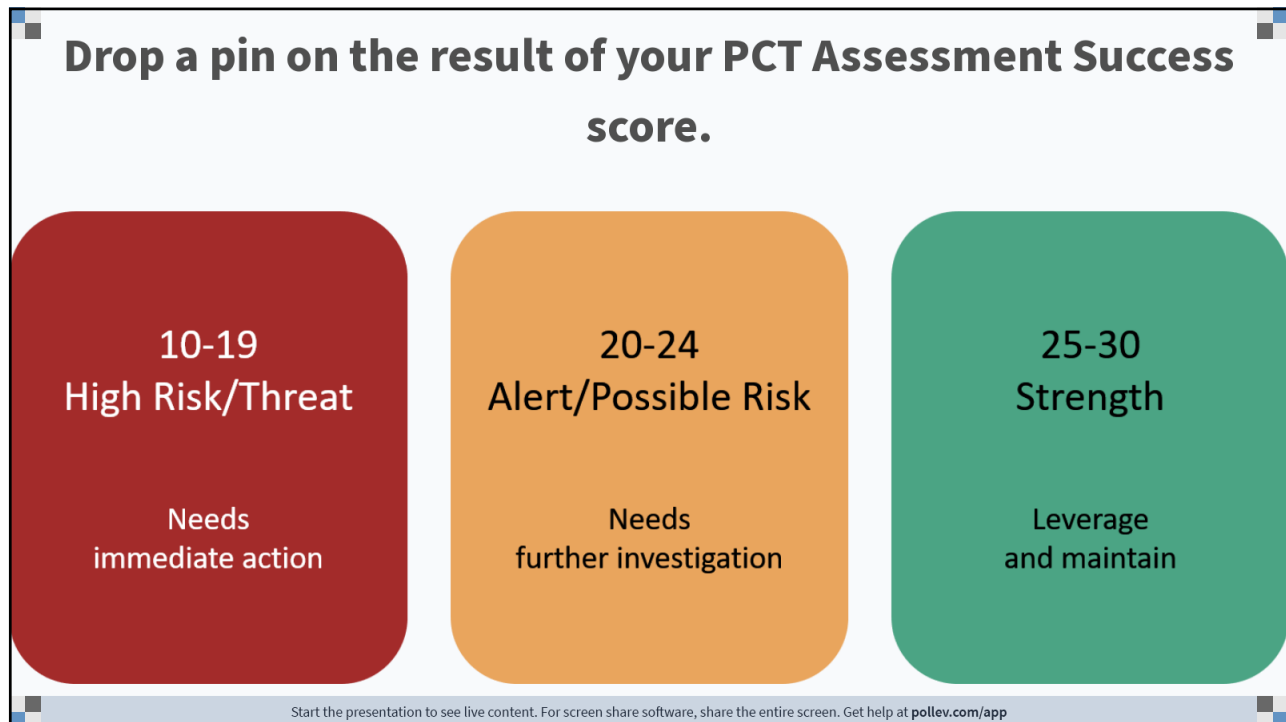 Drop a pin on the result of your PCT Assessment Success
score.
10-19
High Risk/Threat
Needs
immediate action
20-24
Alert/Possible Risk
Needs
further investigation
25-30
Strength
Leverage
and maintain
Start the presentation to see live content. For screen share software, share the entire screen. Get help at pollev.com/app